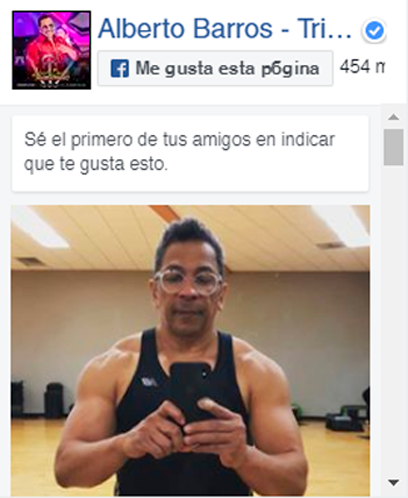 Alberto Barros - Tri...
Me gusta esta pбgina
454 m
Sé el primero de tus amigos en indicar
que te gusta esto.